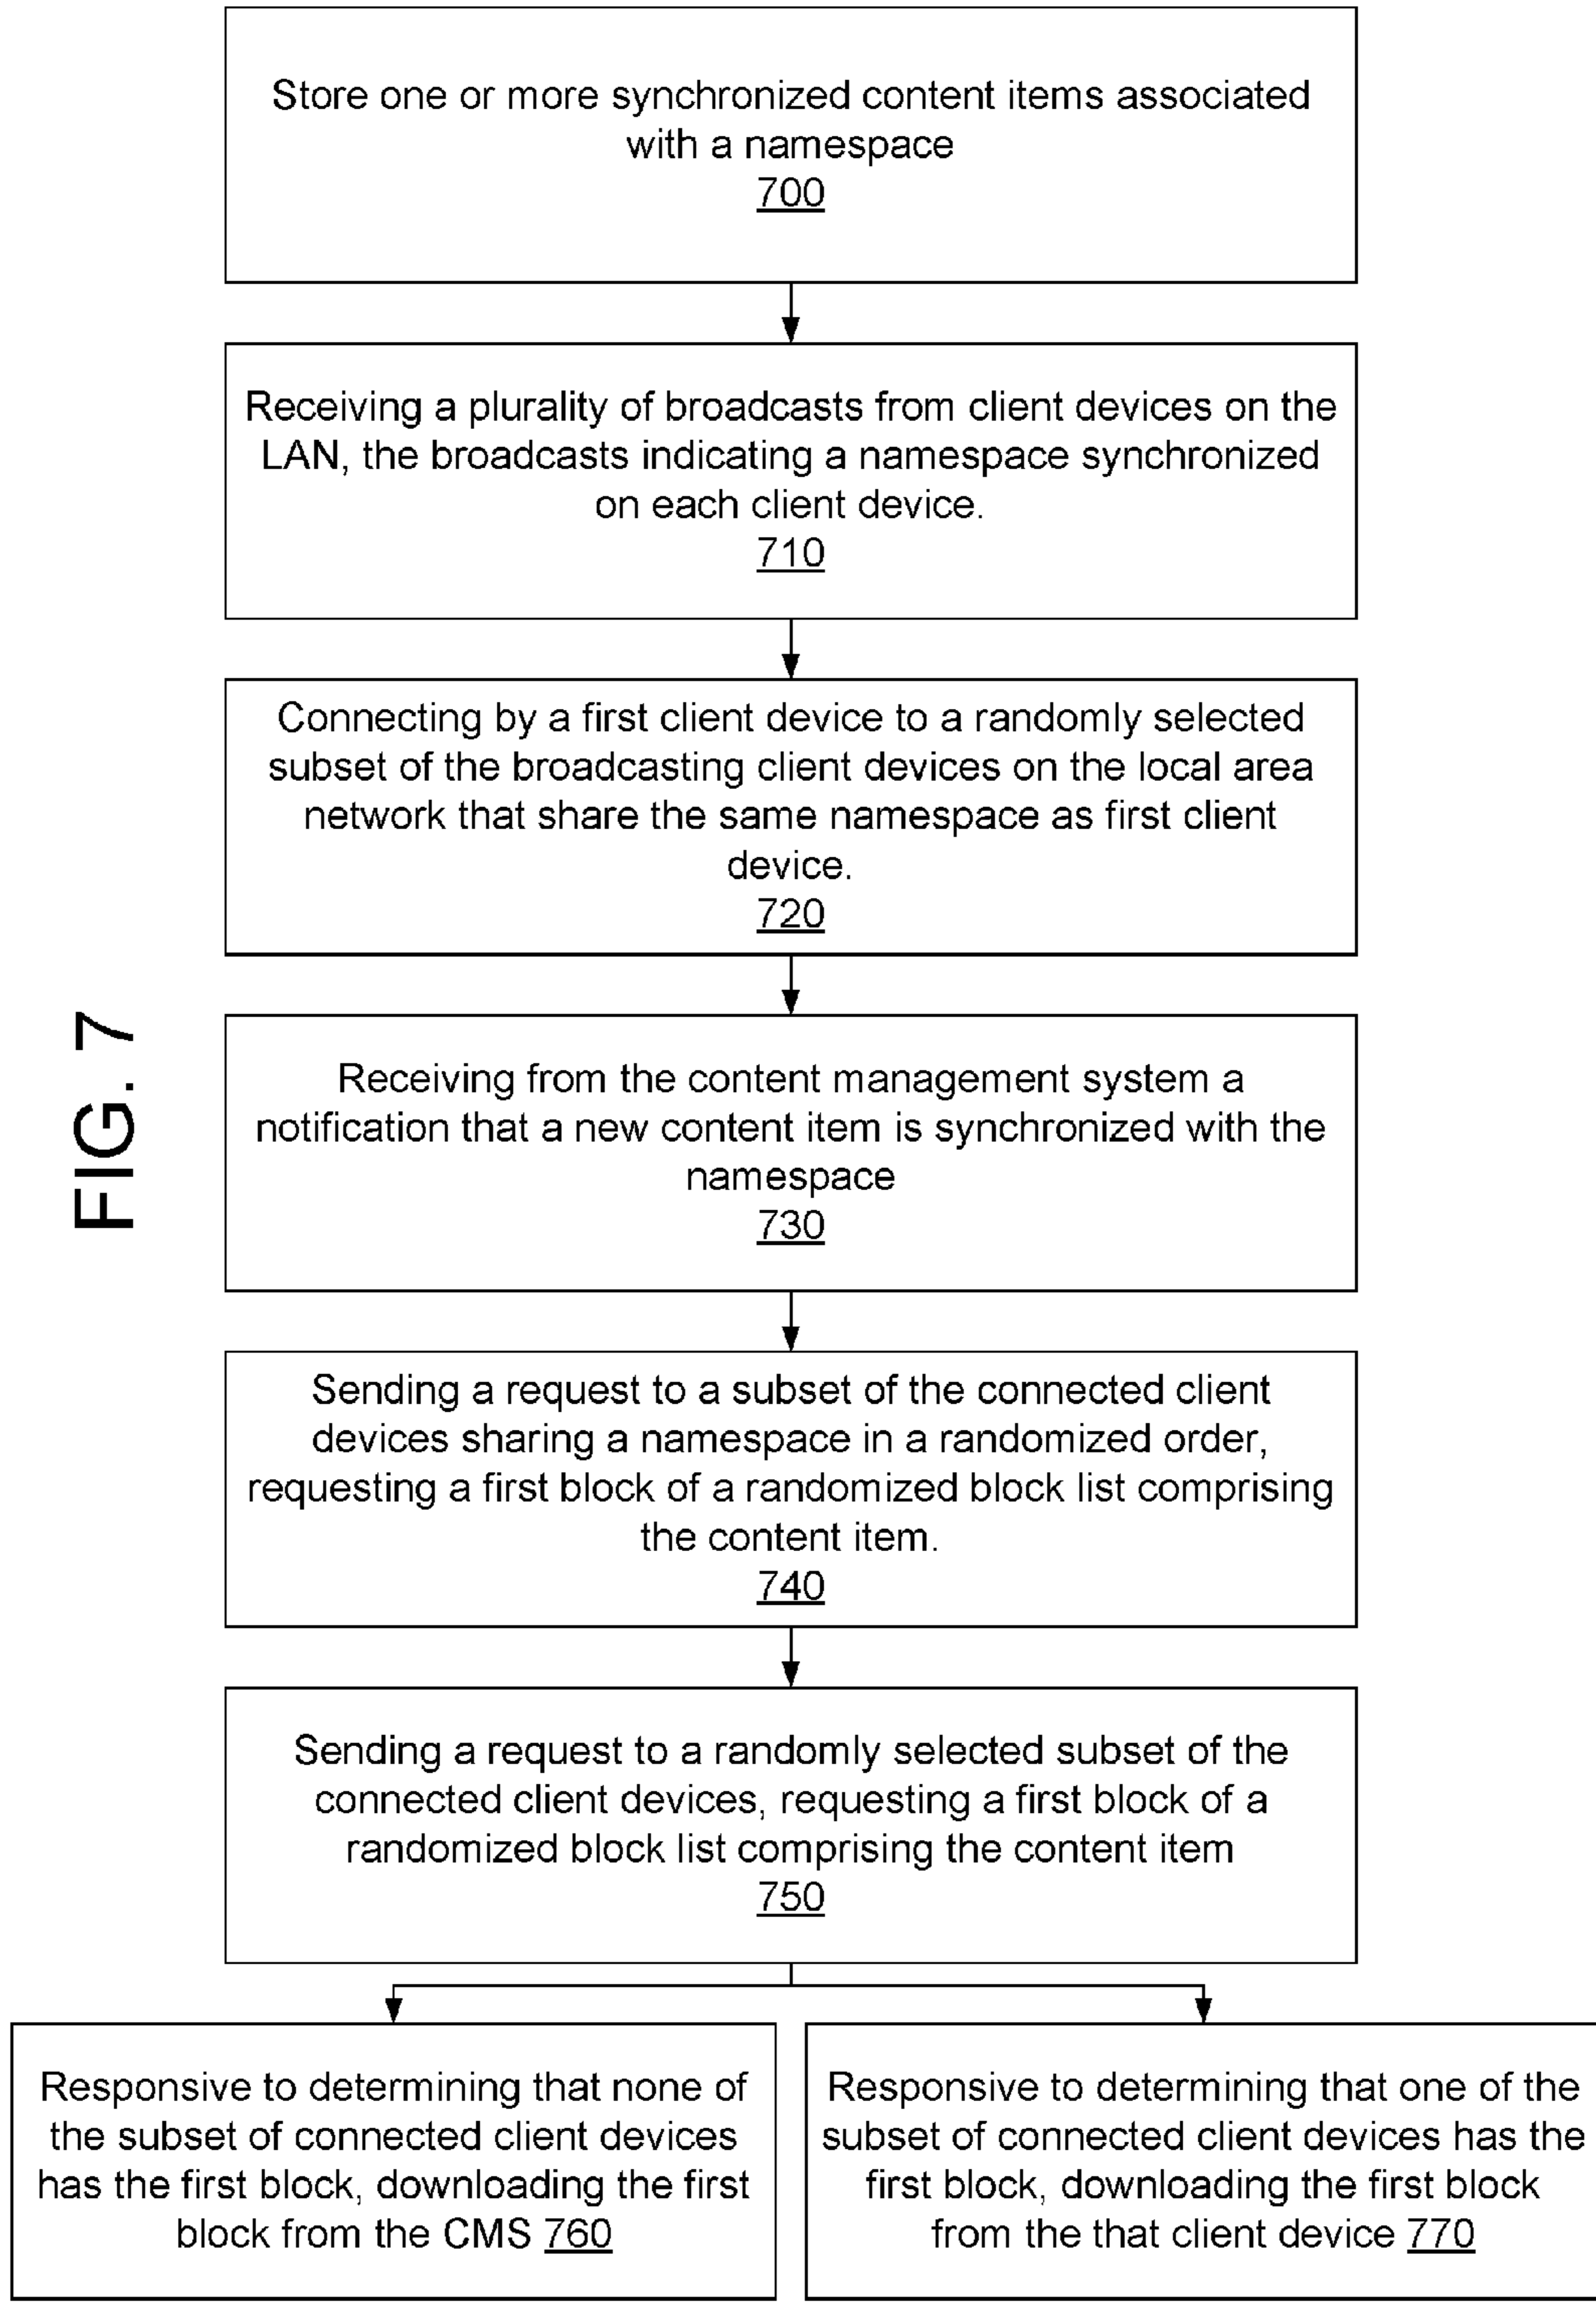 Store one or more synchronized content items associated
with a namespace
700
Receiving a plurality of broadcasts from client devices on the
LAN, the broadcasts indicating a namespace synchronized
on each client device.
710
Connecting by a first client device to a randomly selected
subset of the broadcasting client devices on the local area
network that share the same namespace as first client
device.
720
FIG. 7
Receiving from the content management system a
notification that a new content item is synchronized with the
namespace
730
Sending a request to a subset of the connected client
devices sharing a namespace in a randomized order,
requesting a first block of a randomized block list comprising
the content item.
740
Sending a request to a randomly selected subset of the
connected client devices, requesting a first block of a
randomized block list comprising the content item
750
Responsive to determining that none of
the subset of connected client devices
has the first block, downloading the first
block from the CMS 760
Responsive to determining that one of the
subset of connected client devices has the
first block, downloading the first block
from the that client device 770